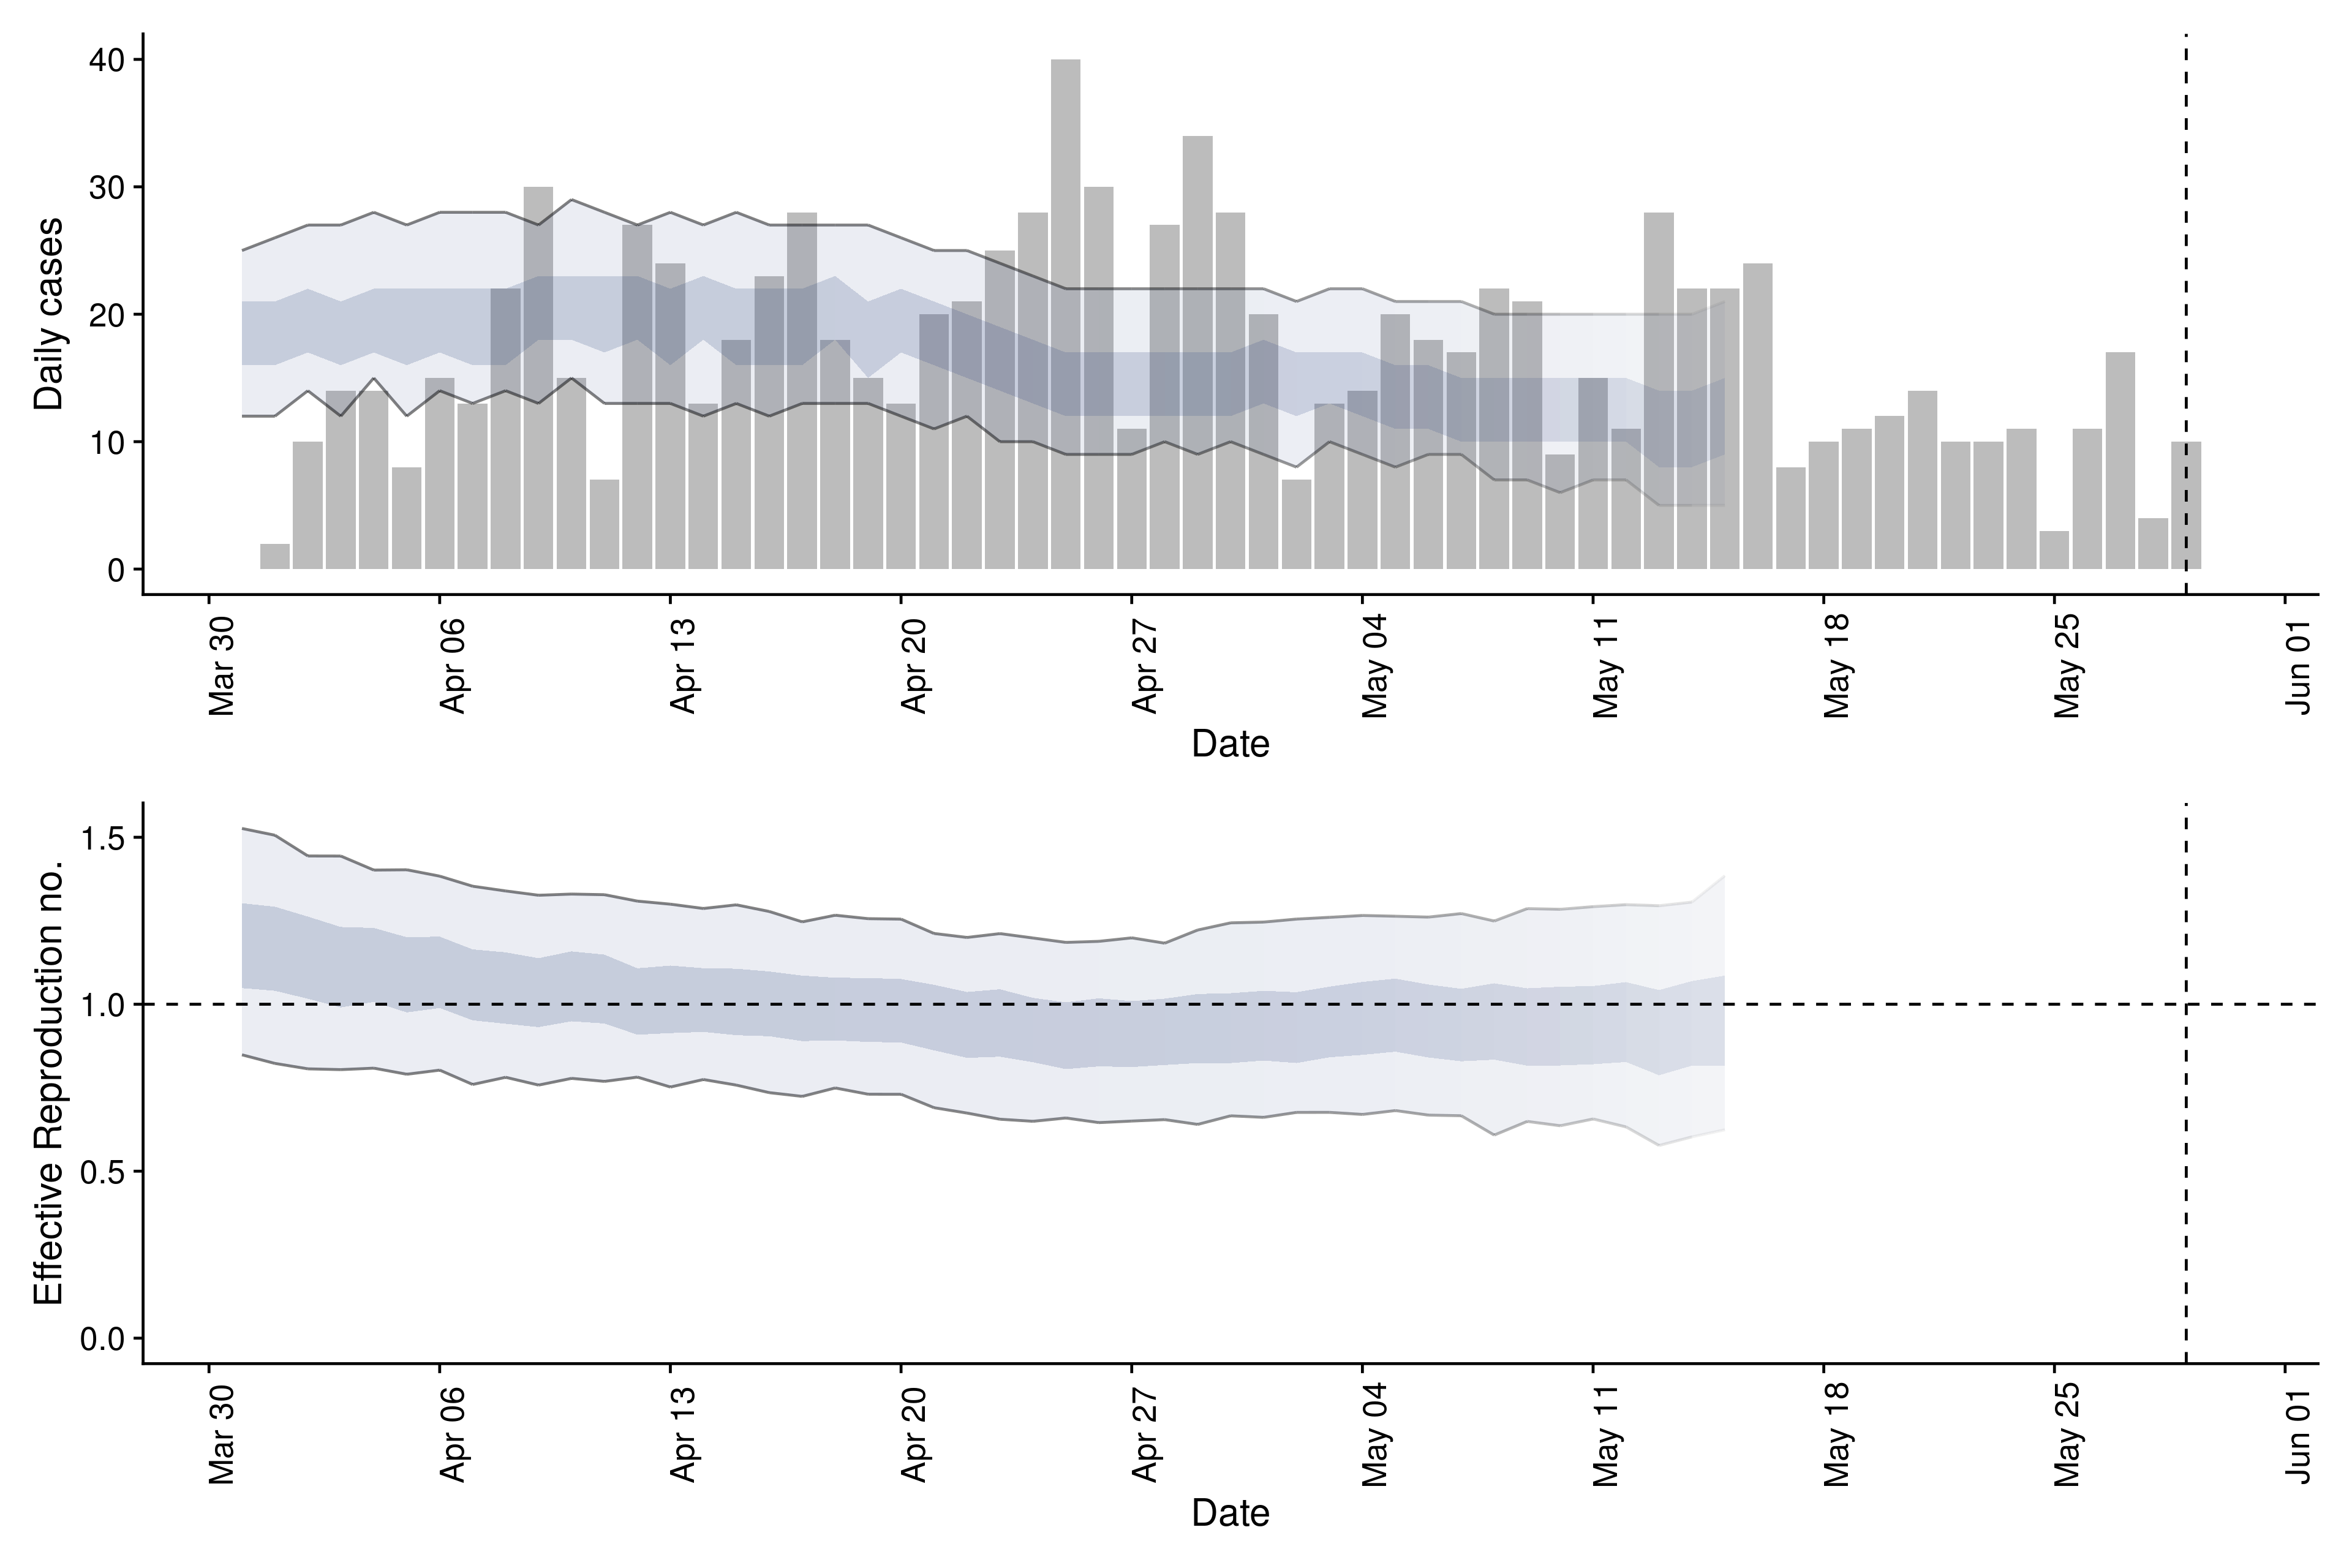 Daily cases
40
30
20
10
0
Mar 30
Apr 06
Apr 13
Apr 20
Apr 27
May 04
May 11
May 18
May 25
Jun 01
Date
Effective Reproduction no.
1.5
1.0
0.5
0.0
Mar 30
Apr 06
Apr 13
Apr 20
Apr 27
May 04
May 11
May 18
May 25
Jun 01
Date